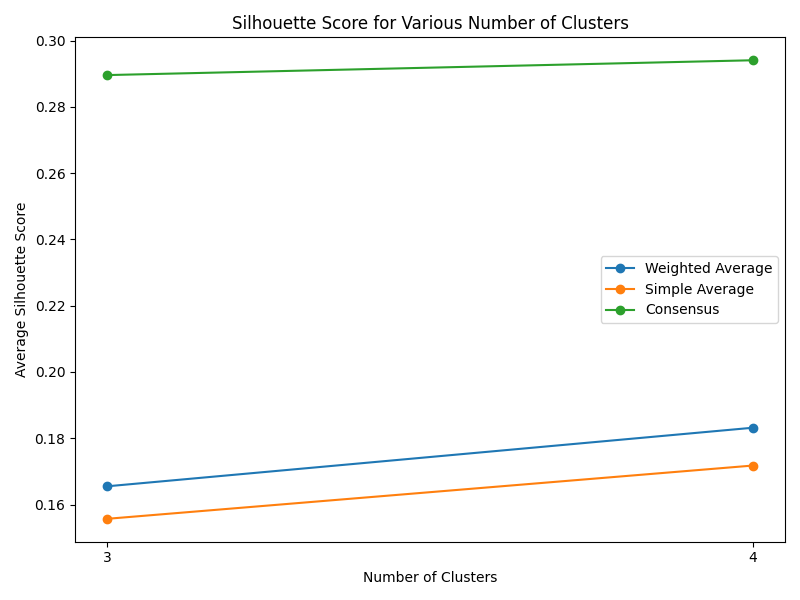 Silhouette Score for Various Number of Clusters
0.30
0.28
0.26
0.24
0.22
0.20
0.18
0.16
Average Silhouette Score
Weighted Average
Simple Average
Consensus
3
4
Number of Clusters